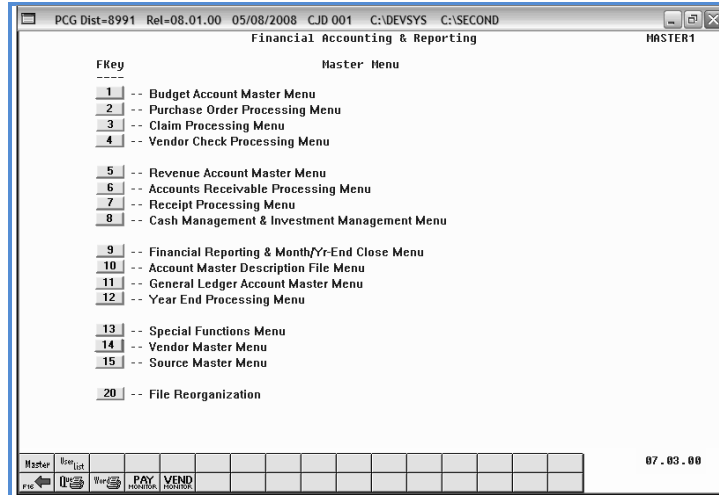 PCG Dist=8991 Rel=08.01.00 05/08/2008 CJD 001 C:\DEVSYS C:\SECOND
Financial Accounting & Reporting MASTER1
FKey Master Menu
----
1 -- Budget Account Master Menu
2 -- Purchase Order Processing Menu
3 -- Claim Processing Menu
4 -- Vendor Check Processing Menu
5 -- Revenue Account Master Menu
6 -- Accounts Receivable Processing Menu
7 -- Receipt Processing Menu
8 -- Cash Management & Investment Management Menu
9 -- Financial Reporting & Month/Yr-End Close Menu
10 -- Account Master Description File Menu
11 -- General Ledger Account Master Menu
12 -- Year End Processing Menu
13 -- Special Functions Menu
14 -- Vendor Master Menu
15 -- Source Master Menu
20 -- File Reorganization
Master User List 07.03.00
F16 PAY MONITOR VEND MONITOR